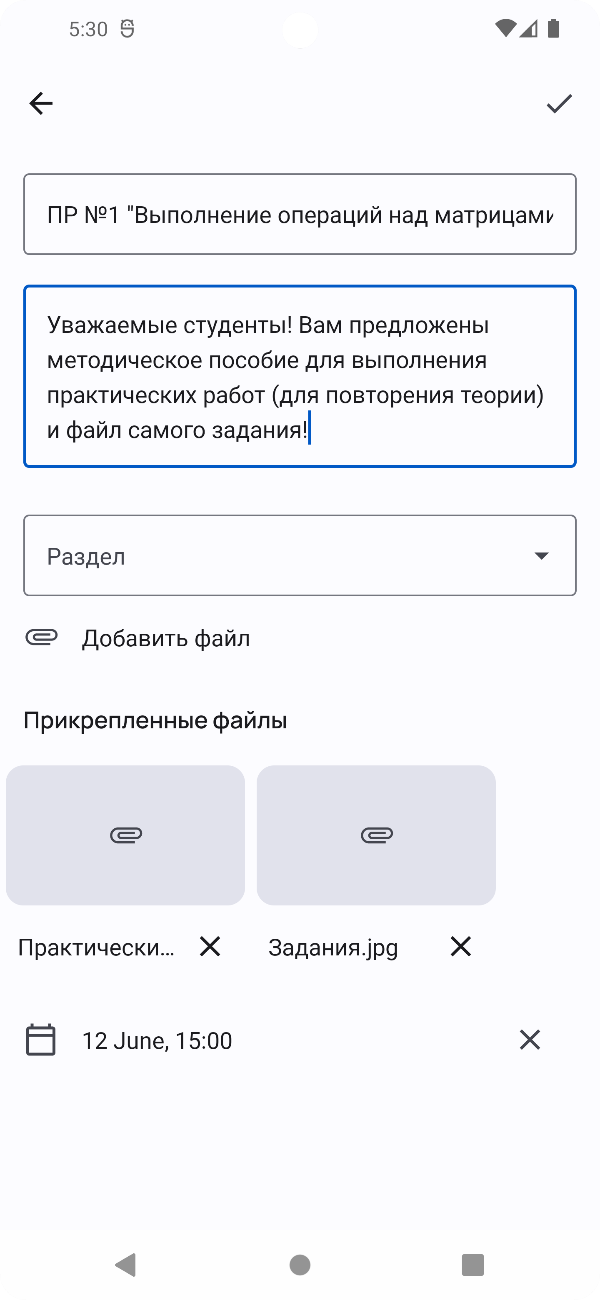 5:30
ПР №1 "Выполнение операций над матрицами
Уважаемые студенты! Вам предложены
методическое пособие для выполнения
практических работ (для повторения теории)
и файл самого задания!
Раздел
Добавить файл
Прикрепленные файлы
Практически...
Задания.jpg
12 June, 15:00